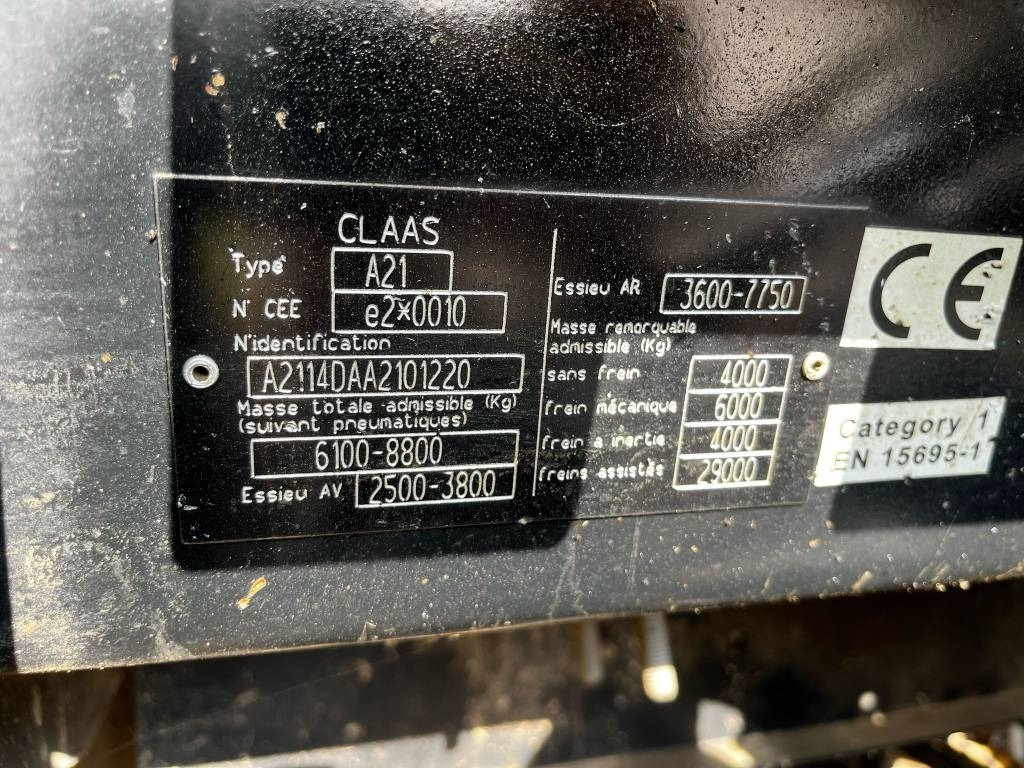 CLAAS
Type A21
N° CEE e2*0010
N°identification
A2114DAA2101220
Masse totale admissible (Kg)
(suivant pneumatiques)
6100-8800
Essieu AV 2500-3800
Essieu AR 3600-7750
Masse remorquable
admissible (Kg)
sans frein 4000
frein mécanique 6000
frein a inertie 4000
freins assistés 29000
CE
Category 1
EN 15695-1